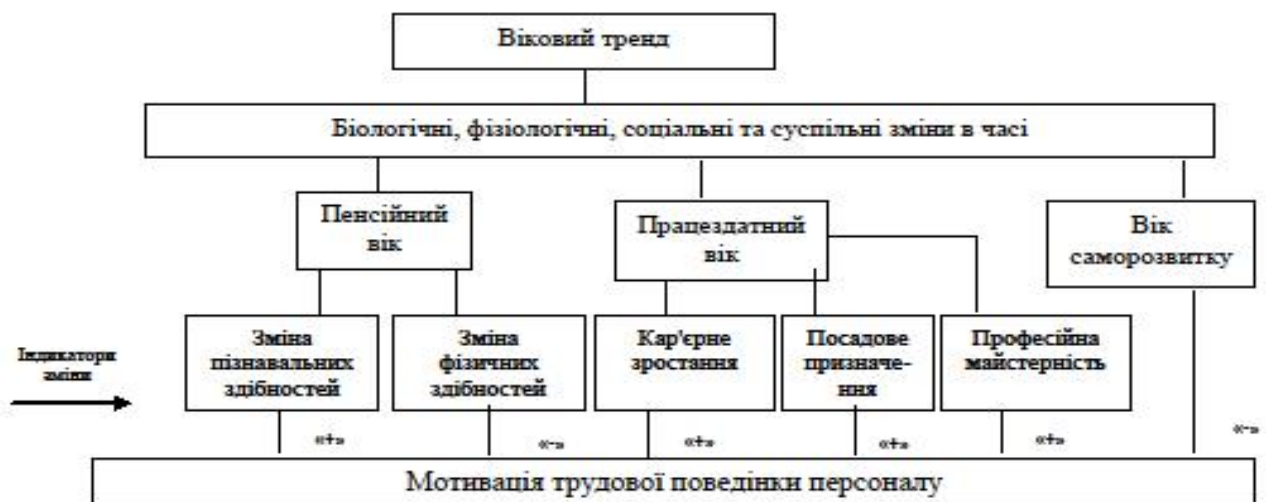 Віковий тренд
Біологічні, фізіологічні, соціальні та суспільні зміни в часі
Пенсійний
вік
Працездатний
вік
Вік
саморозвитку
Індикатори
зміни
Зміна
пізнавальних
здібностей
Зміна
фізичних
здібностей
Кар'єрне
зростання
Посадове
призначе-
ння
Професійна
майстерність
«+»
«-»
«+»
«+»
«+»
«-»
Мотивація трудової поведінки персоналу